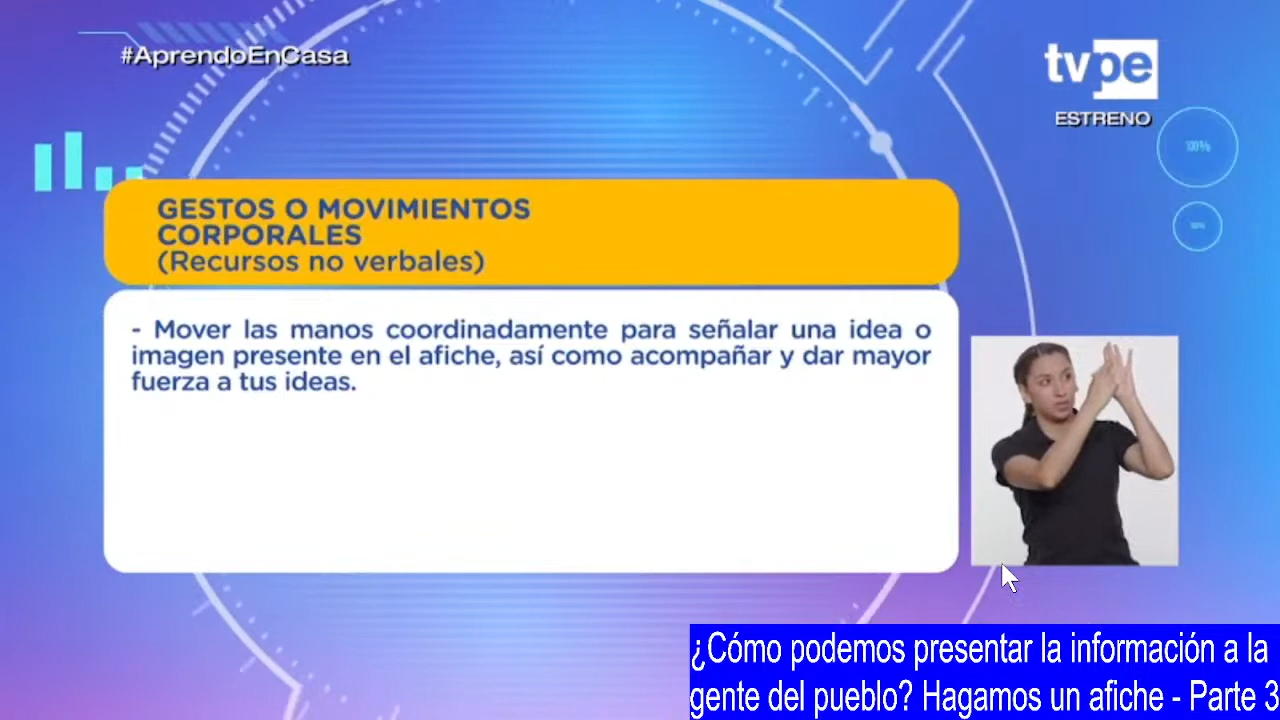 #AprendoEnCasa
tvpe
ESTRENO
100%
GESTOS O MOVIMIENTOS
CORPORALES
(Recursos no verbales)
- Mover las manos coordinadamente para señalar una idea o
imagen presente en el afiche, así como acompañar y dar mayor
fuerza a tus ideas.
¿Cómo podemos presentar la información a la
gente del pueblo? Hagamos un afiche - Parte 3